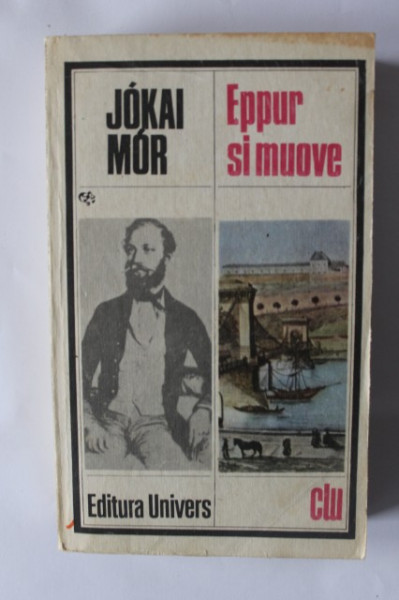 JÓKAI
MÓR
Eppur
si muove
Editura Univers
clu